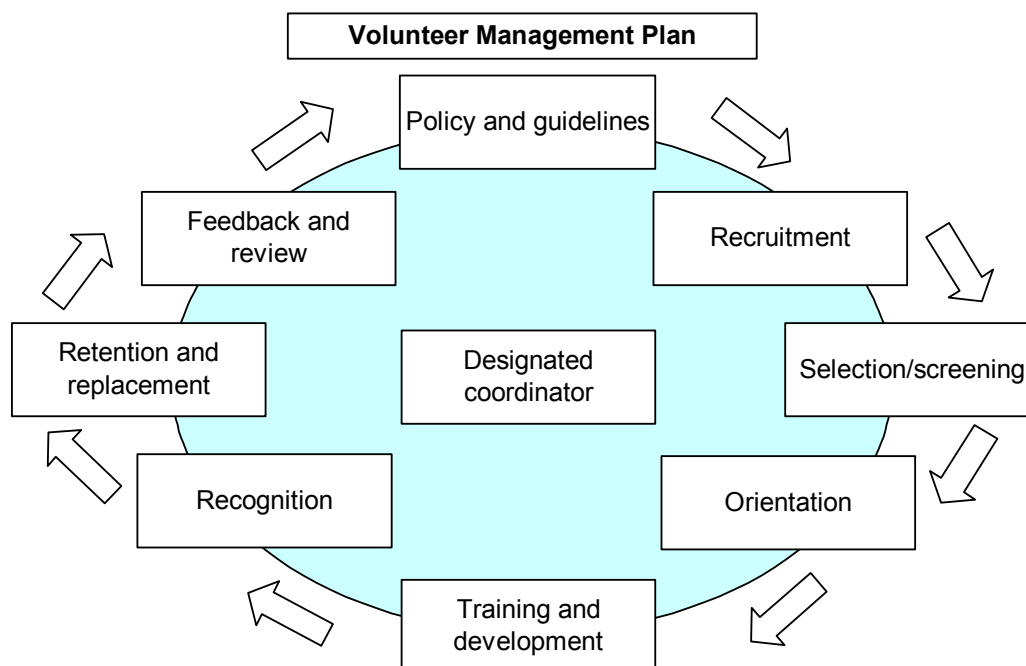 Volunteer Management Plan
Policy and guidelines
Recruitment
Selection/screening
Orientation
Training and
development
Recognition
Retention and
replacement
Feedback and
review
Designated
coordinator